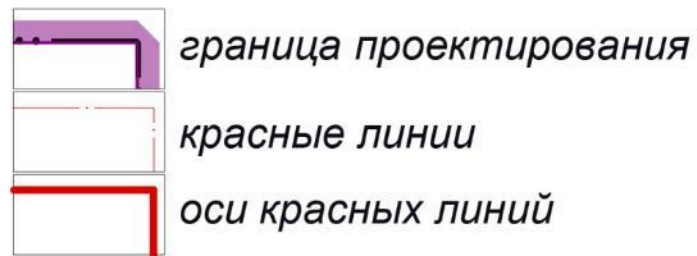 граница проектирования
красные линии
оси красных линий